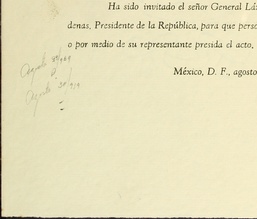 Ha sido invitado el señor General Lá
denas, Presidente de la República, para que perso
o por medio de su representante presida el acto,
México, D. F., agosto
Agosto